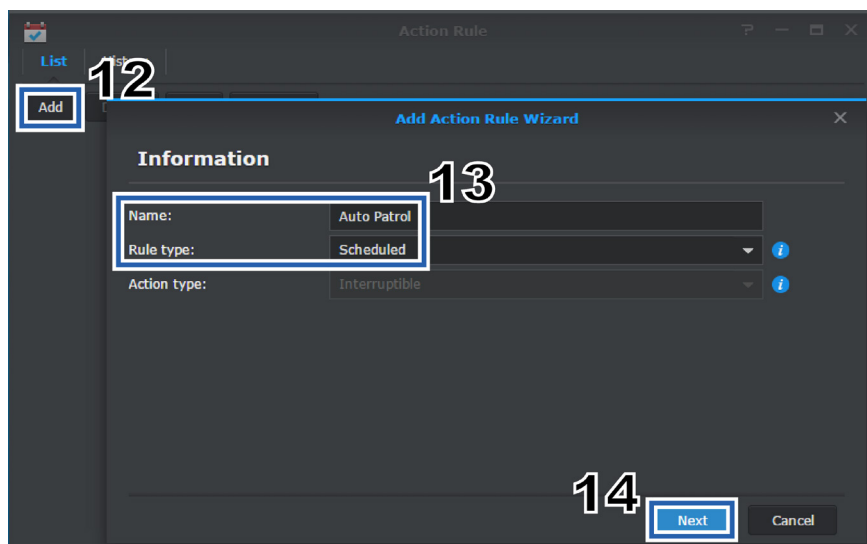 Action Rule
List
12
Add
Add Action Rule Wizard
Information
13
Name: Auto Patrol
Rule type: Scheduled
Action type: Interruptible
14
Next Cancel